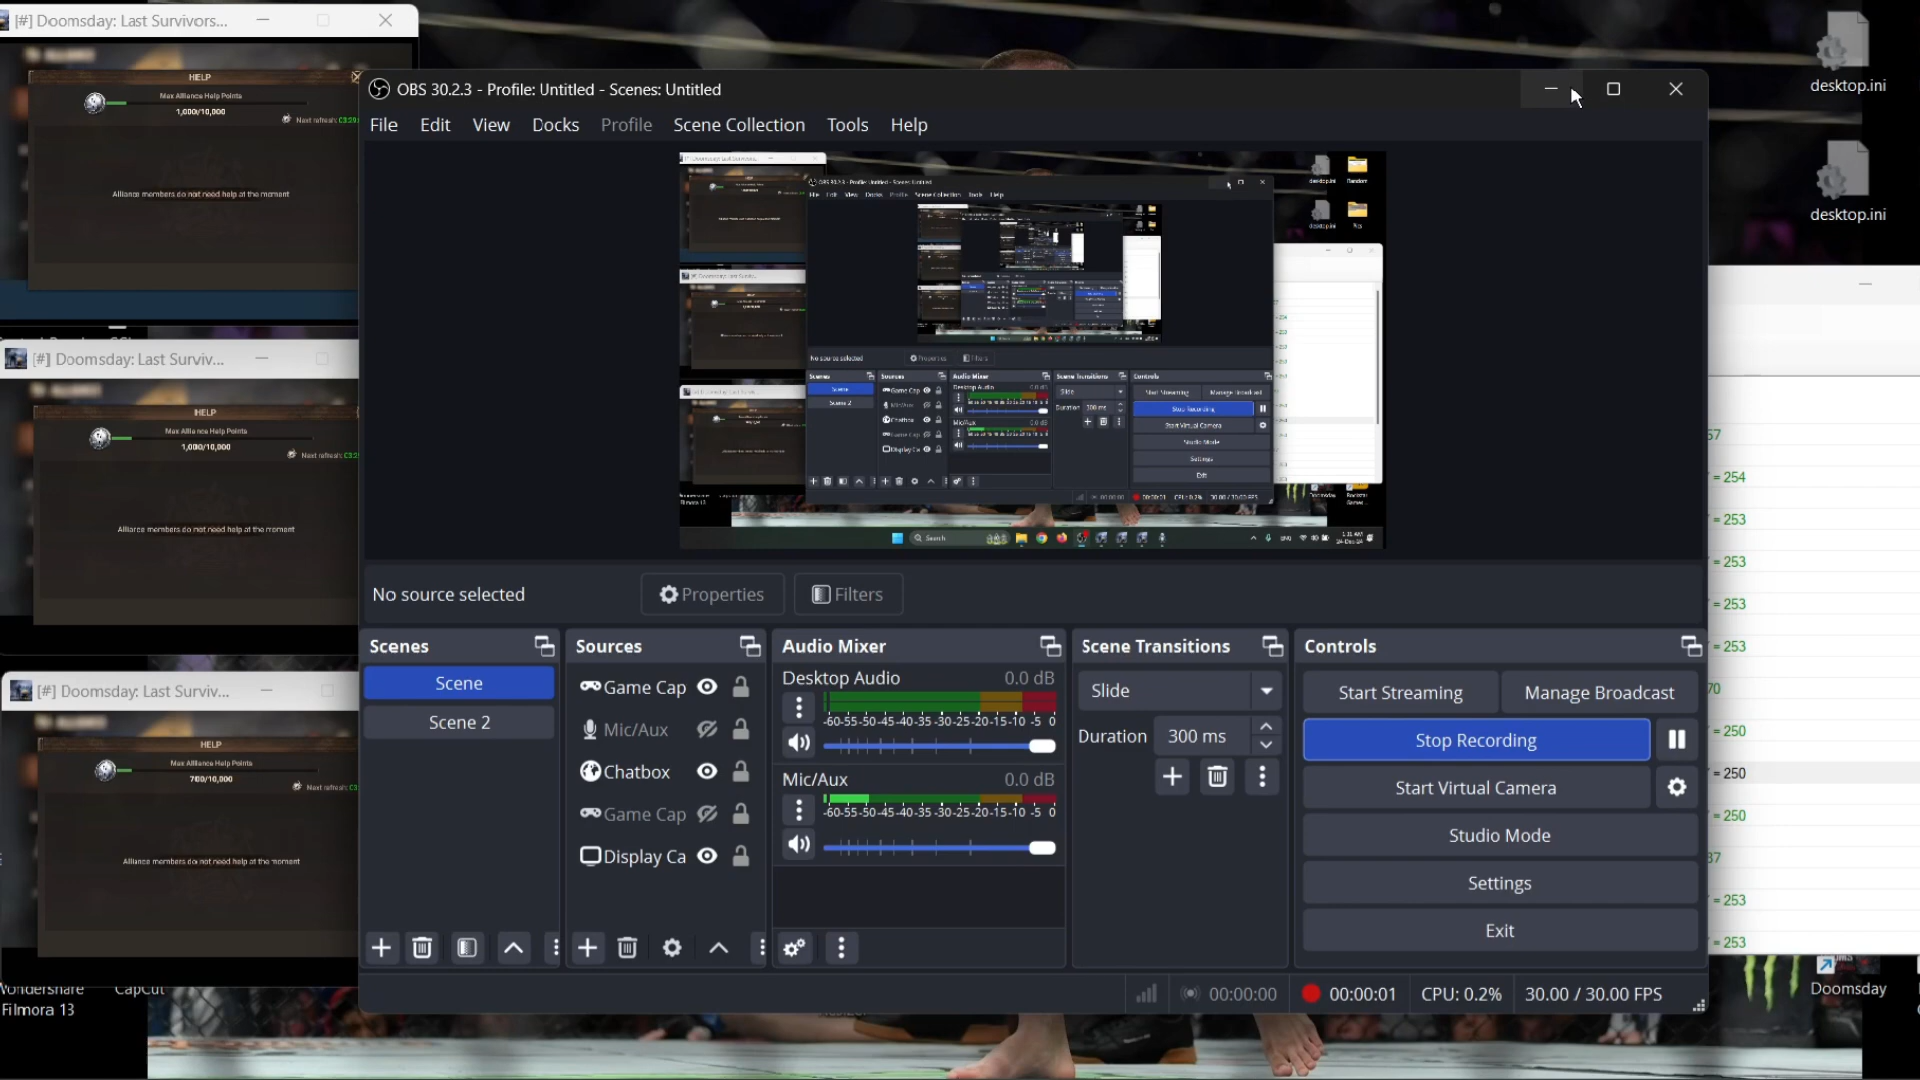 [#] Doomsday: Last Survivors...
HELP
Max Alliance Help Points
1,000/10,000
Alliance members do not need help at the moment
[#] Doomsday: Last Surviv...
HELP
Max Alliance Help Points
1,000/10,000
Alliance members do not need help at the moment
[#] Doomsday: Last Surviv...
HELP
Max Alliance Help Points
700/10,000
Alliance members do not need help at the moment
Wondershare
Filmora 13
CapCut
OBS 30.2.3 - Profile: Untitled - Scenes: Untitled
File Edit View Docks Profile Scene Collection Tools Help
No source selected
Properties
Filters
Scenes
Scene
Scene 2
Sources
Game Cap
Mic/Aux
Chatbox
Game Cap
Display Ca
Audio Mixer
Desktop Audio 0.0 dB
-60-55-50-45-40-35-30-25-20-15-10 -5 0
Mic/Aux 0.0 dB
-60-55-50-45-40-35-30-25-20-15-10 -5 0
Scene Transitions
Slide
Duration 300 ms
Controls
Start Streaming
Manage Broadcast
Stop Recording
Start Virtual Camera
Studio Mode
Settings
Exit
00:00:00
00:00:01
CPU: 0.2%
30.00 / 30.00 FPS
desktop.ini
desktop.ini
57
= 254
= 253
= 253
= 253
= 253
70
= 250
= 250
= 250
37
= 253
= 253
Doomsday